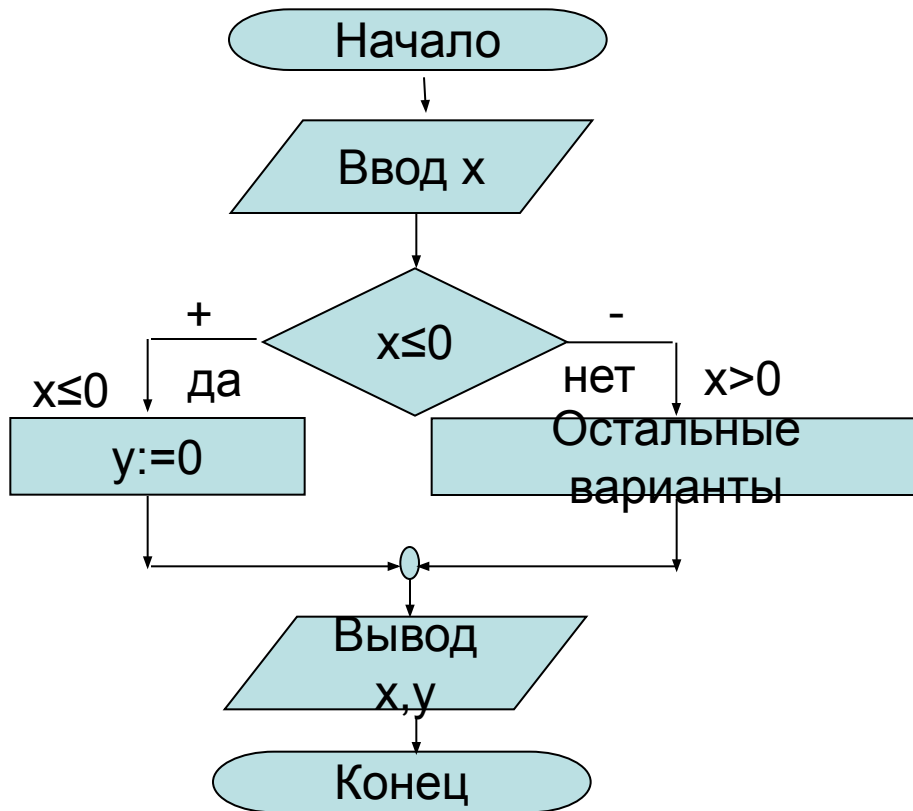 Начало
Ввод x
x≤0
+
-
x≤0
да
нет
x>0
y:=0
Остальные
варианты
Вывод
x,y
Конец